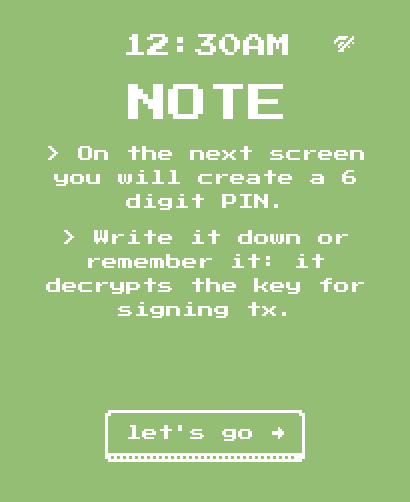 12:30AM
NOTE
> On the next screen
you will create a 6
digit PIN.
> Write it down or
remember it: it
decrypts the key for
signing tx.
let's go →